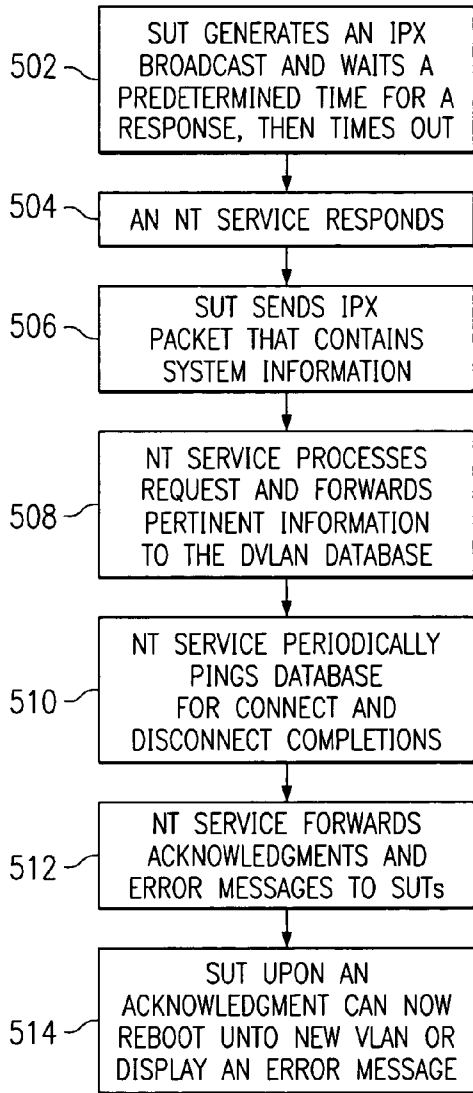 502
SUT GENERATES AN IPX
BROADCAST AND WAITS A
PREDETERMINED TIME FOR A
RESPONSE, THEN TIMES OUT
504
AN NT SERVICE RESPONDS
506
SUT SENDS IPX
PACKET THAT CONTAINS
SYSTEM INFORMATION
508
NT SERVICE PROCESSES
REQUEST AND FORWARDS
PERTINENT INFORMATION
TO THE DVLAN DATABASE
510
NT SERVICE PERIODICALLY
PINGS DATABASE
FOR CONNECT AND
DISCONNECT COMPLETIONS
512
NT SERVICE FORWARDS
ACKNOWLEDGMENTS AND
ERROR MESSAGES TO SUTs
514
SUT UPON AN
ACKNOWLEDGMENT CAN NOW
REBOOT UNTO NEW VLAN OR
DISPLAY AN ERROR MESSAGE